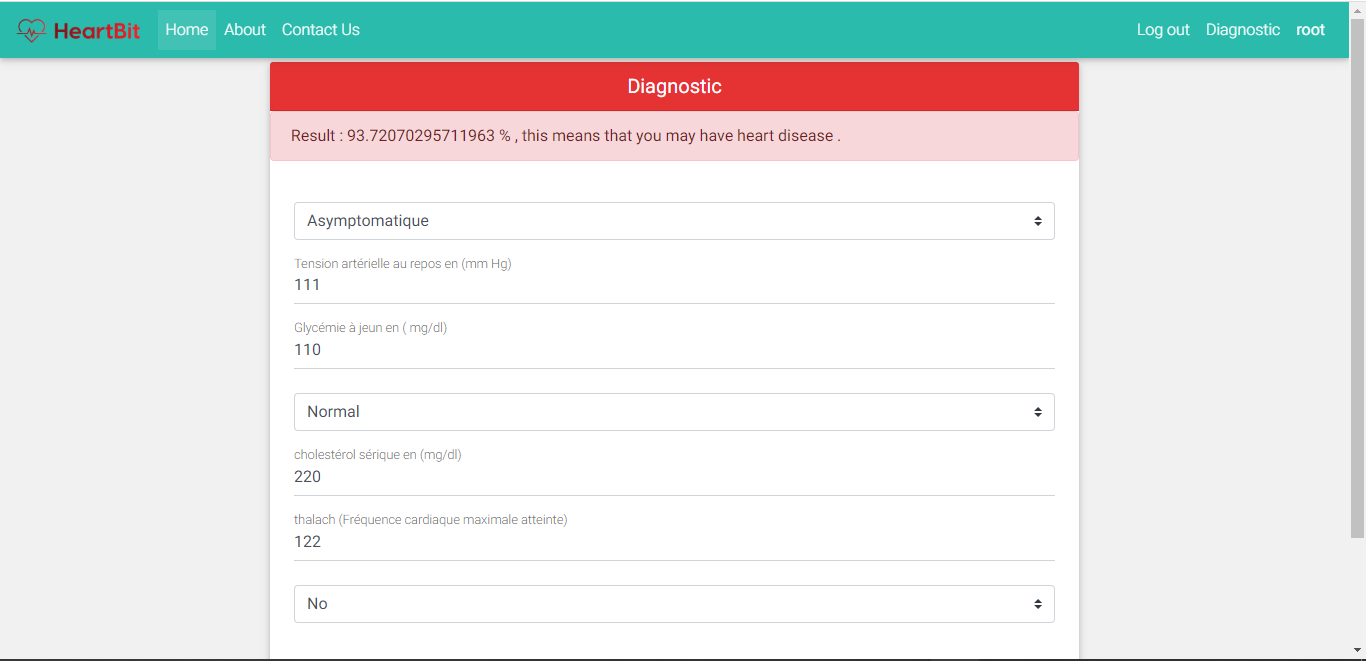 HeartBit Home About Contact Us Log out Diagnostic root
Diagnostic
Result : 93.72070295711963 % , this means that you may have heart disease .
Asymptomatique
Tension artérielle au repos en (mm Hg)
111
Glycémie à jeun en ( mg/dl)
110
Normal
cholestérol sérique en (mg/dl)
220
thalach (Fréquence cardiaque maximale atteinte)
122
No